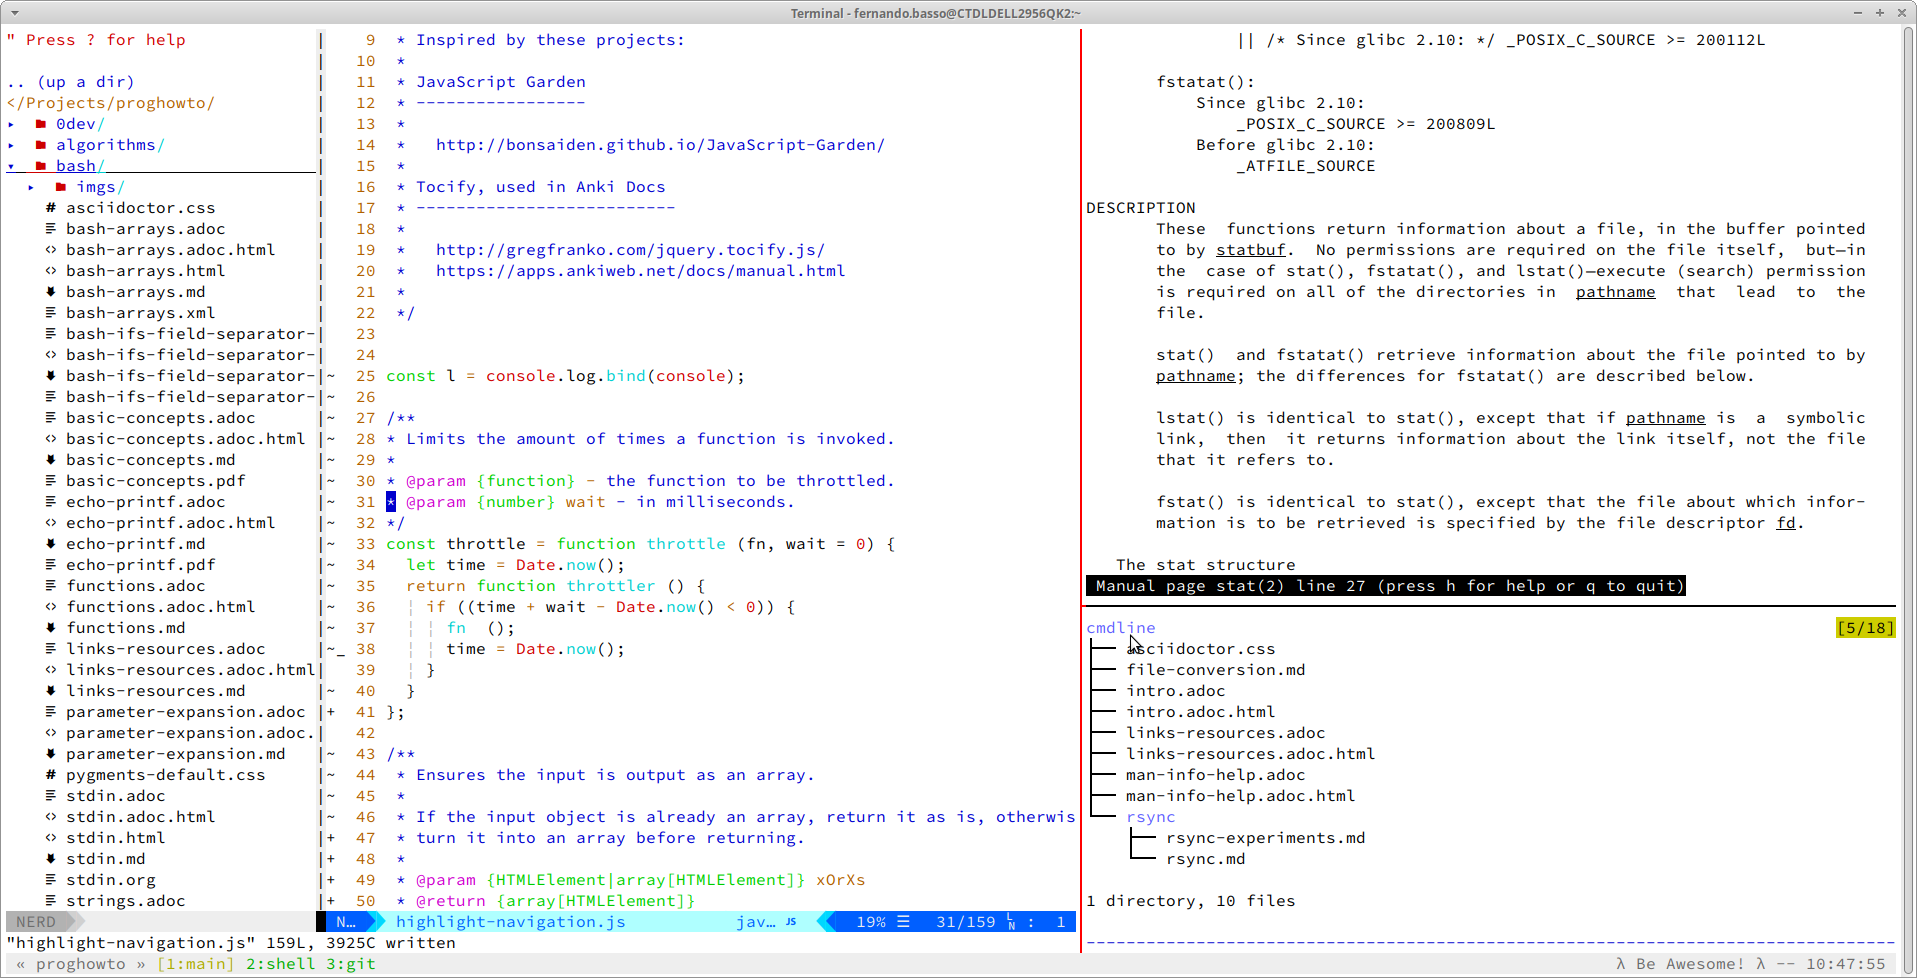 Terminal - fernando.basso@CTDLDELL2956QK2:~
" Press ? for help
.. (up a dir)
</Projects/proghowto/
▸ 0dev/
▸ algorithms/
▾ bash/
▸ imgs/
# asciidoctor.css
bash-arrays.adoc
<> bash-arrays.adoc.html
<> bash-arrays.html
bash-arrays.md
bash-arrays.xml
bash-ifs-field-separator-
<> bash-ifs-field-separator-
bash-ifs-field-separator-
bash-ifs-field-separator-
basic-concepts.adoc
<> basic-concepts.adoc.html
basic-concepts.md
basic-concepts.pdf
echo-printf.adoc
<> echo-printf.adoc.html
echo-printf.md
echo-printf.pdf
functions.adoc
<> functions.adoc.html
functions.md
links-resources.adoc
<> links-resources.adoc.html
links-resources.md
parameter-expansion.adoc
<> parameter-expansion.adoc.
parameter-expansion.md
# pygments-default.css
stdin.adoc
<> stdin.adoc.html
<> stdin.html
stdin.md
stdin.org
strings.adoc
NERD
9 * Inspired by these projects:
10 *
11 * JavaScript Garden
12 * -----------------
13 *
14 *   http://bonsaiden.github.io/JavaScript-Garden/
15 *
16 * Tocify, used in Anki Docs
17 * --------------------------
18 *
19 *   http://gregfranko.com/jquery.tocify.js/
20 *   https://apps.ankiweb.net/docs/manual.html
21 *
22 */
23
24
~ 25 const l = console.log.bind(console);
~ 26
~ 27 /**
~ 28 * Limits the amount of times a function is invoked.
~ 29 *
~ 30 * @param {function} - the function to be throttled.
~ 31 * @param {number} wait - in milliseconds.
~ 32 */
~ 33 const throttle = function throttle (fn, wait = 0) {
~ 34   let time = Date.now();
~ 35   return function throttler () {
~ 36 ¦ if ((time + wait - Date.now() < 0)) {
~ 37 ¦ ¦ fn  ();
~_ 38 ¦ ¦ time = Date.now();
39 ¦ }
~ 40   }
+ 41 };
42
~ 43 /**
~ 44 * Ensures the input is output as an array.
~ 45 *
~ 46 * If the input object is already an array, return it as is, otherwis
+ 47 * turn it into an array before returning.
+ 48 *
+ 49 * @param {HTMLElement|array[HTMLElement]} xOrXs
+ 50 * @return {array[HTMLElement]}
N… highlight-navigation.js jav… JS 19% ☰ 31/159 LN : 1
"highlight-navigation.js" 159L, 3925C written
|| /* Since glibc 2.10: */ _POSIX_C_SOURCE >= 200112L
fstatat():
Since glibc 2.10:
_POSIX_C_SOURCE >= 200809L
Before glibc 2.10:
_ATFILE_SOURCE
DESCRIPTION
These  functions return information about a file, in the buffer pointed
to by statbuf.  No permissions are required on the file itself,  but—in
the  case of stat(), fstatat(), and lstat()—execute (search) permission
is required on all of the directories in  pathname  that  lead  to  the
file.
stat()  and fstatat() retrieve information about the file pointed to by
pathname; the differences for fstatat() are described below.
lstat() is identical to stat(), except that if pathname is  a  symbolic
link,  then  it returns information about the link itself, not the file
that it refers to.
fstat() is identical to stat(), except that the file about which infor-
mation is to be retrieved is specified by the file descriptor fd.
The stat structure
Manual page stat(2) line 27 (press h for help or q to quit)
cmdline [5/18]
├── asciidoctor.css
├── file-conversion.md
├── intro.adoc
├── intro.adoc.html
├── links-resources.adoc
├── links-resources.adoc.html
├── man-info-help.adoc
├── man-info-help.adoc.html
└── rsync
├── rsync-experiments.md
└── rsync.md
1 directory, 10 files
« proghowto » [1:main] 2:shell 3:git
λ Be Awesome! λ -- 10:47:55